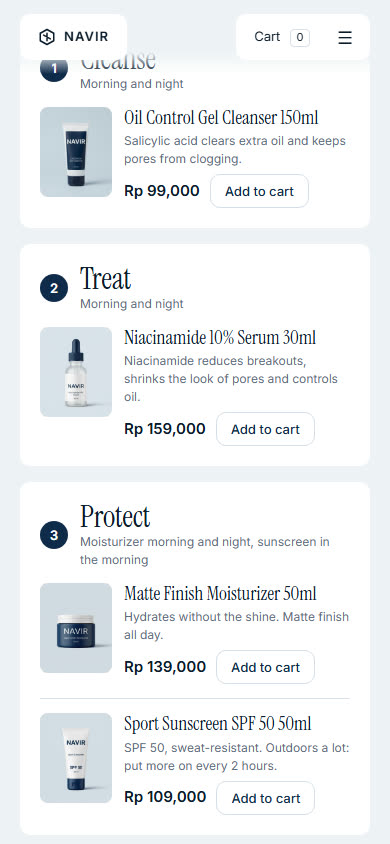 NAVIR
Cart 0
1 Cleanse
Morning and night
NAVIR
Oil Control Gel Cleanser 150ml
Salicylic acid clears extra oil and keeps
pores from clogging.
Rp 99,000 Add to cart
2 Treat
Morning and night
NAVIR
Niacinamide 10% Serum 30ml
Niacinamide reduces breakouts,
shrinks the look of pores and controls
oil.
Rp 159,000 Add to cart
3 Protect
Moisturizer morning and night, sunscreen in
the morning
NAVIR
Matte Finish Moisturizer 50ml
Hydrates without the shine. Matte finish
all day.
Rp 139,000 Add to cart
NAVIR
SPF 50
Sport Sunscreen SPF 50 50ml
SPF 50, sweat-resistant. Outdoors a lot:
put more on every 2 hours.
Rp 109,000 Add to cart